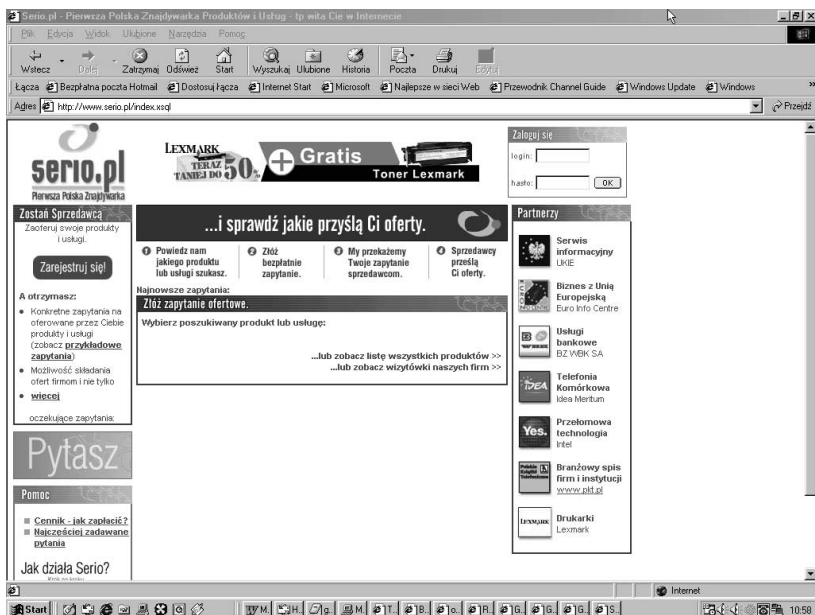 Serio.pl - Pierwsza Polska Znajdywarka Produktów i Usług - tp wita Cie w Internecie
Plik Edycja Widok Ulubione Narzędzia Pomoc
Wstecz Dalej Zatrzymaj Odśwież Start Wyszukaj Ulubione Historia Poczta Drukuj Edytuj
Łącza Bezpłatna poczta Hotmail Dostosuj łącza Internet Start Microsoft Najlepsze w sieci Web Przewodnik Channel Guide Windows Update Windows »
Adres http://www.serio.pl/index.xsql Przejdź
serio.pl
Pierwsza Polska Znajdywarka
LEXMARK
TERAZ
TANIEJ DO 50%
+ Gratis
Toner Lexmark
Zaloguj się
login:
hasło: OK
Zostań Sprzedawcą
Zaoferuj swoje produkty
i usługi.
Zarejestruj się!
A otrzymasz:
Konkretne zapytania na
oferowane przez Ciebie
produkty i usługi
(zobacz przykładowe
zapytania)
Możliwość składania
ofert firmom i nie tylko
więcej
oczekujące zapytania:
Pytasz
Pomoc
Cennik - jak zapłacić?
Najczęściej zadawane
pytania
Jak działa Serio?
Krok po kroku
...i sprawdź jakie przyślą Ci oferty.
1 Powiedz nam
jakiego produktu
lub usługi szukasz.
2 Złóż
bezpłatnie
zapytanie.
3 My przekażemy
Twoje zapytanie
sprzedawcom.
4 Sprzedawcy
prześlą
Ci oferty.
Najnowsze zapytania:
Złóż zapytanie ofertowe.
Wybierz poszukiwany produkt lub usługę:
...lub zobacz listę wszystkich produktów >>
...lub zobacz wizytówki naszych firm >>
Partnerzy
Serwis
informacyjny
UKIE
Biznes z Unią
Europejską
Euro Info Centre
Usługi
bankowe
BZ WBK SA
IDEA
Telefonia
Komórkowa
Idea Meritum
Yes.
Przełomowa
technologia
Intel
Branżowy spis
firm i instytucji
www.pkt.pl
LEXMARK
Drukarki
Lexmark
Internet
Start M.. H.. g.. M.. T.. B.. o.. R.. G.. G.. G.. S.. 10:58